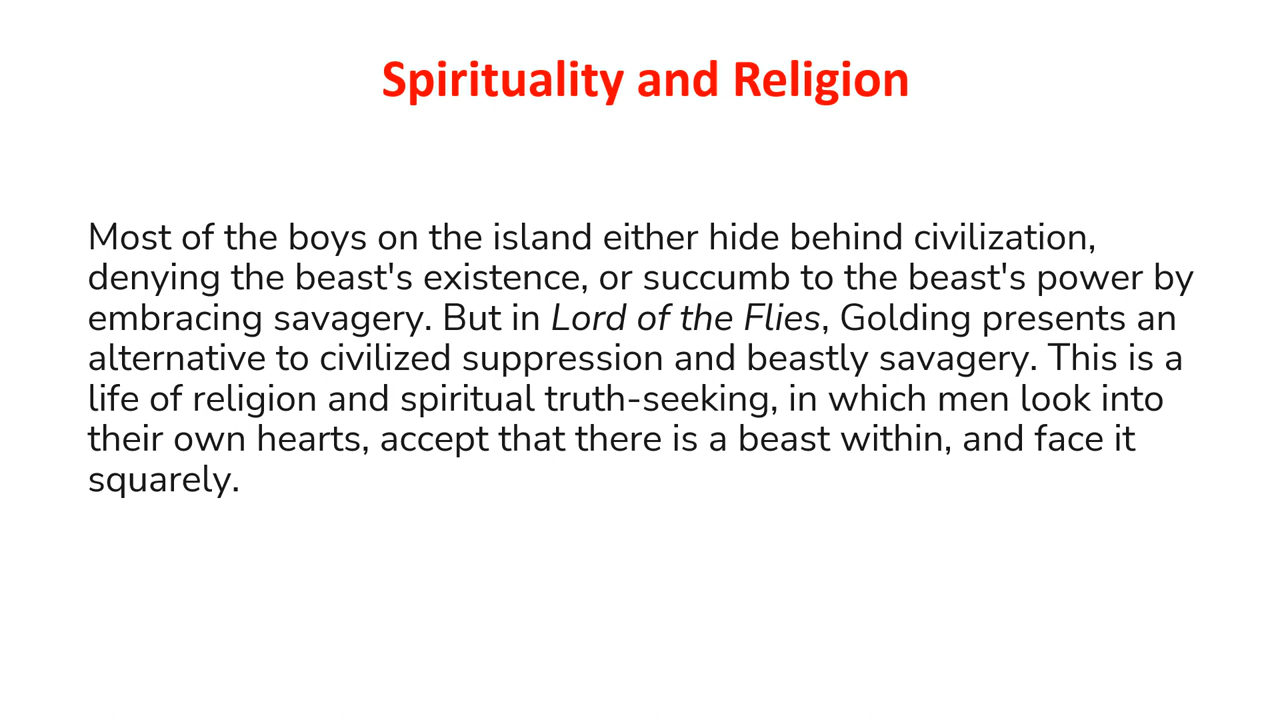 Spirituality and Religion
Most of the boys on the island either hide behind civilization,
denying the beast's existence, or succumb to the beast's power by
embracing savagery. But in Lord of the Flies, Golding presents an
alternative to civilized suppression and beastly savagery. This is a
life of religion and spiritual truth-seeking, in which men look into
their own hearts, accept that there is a beast within, and face it
squarely.